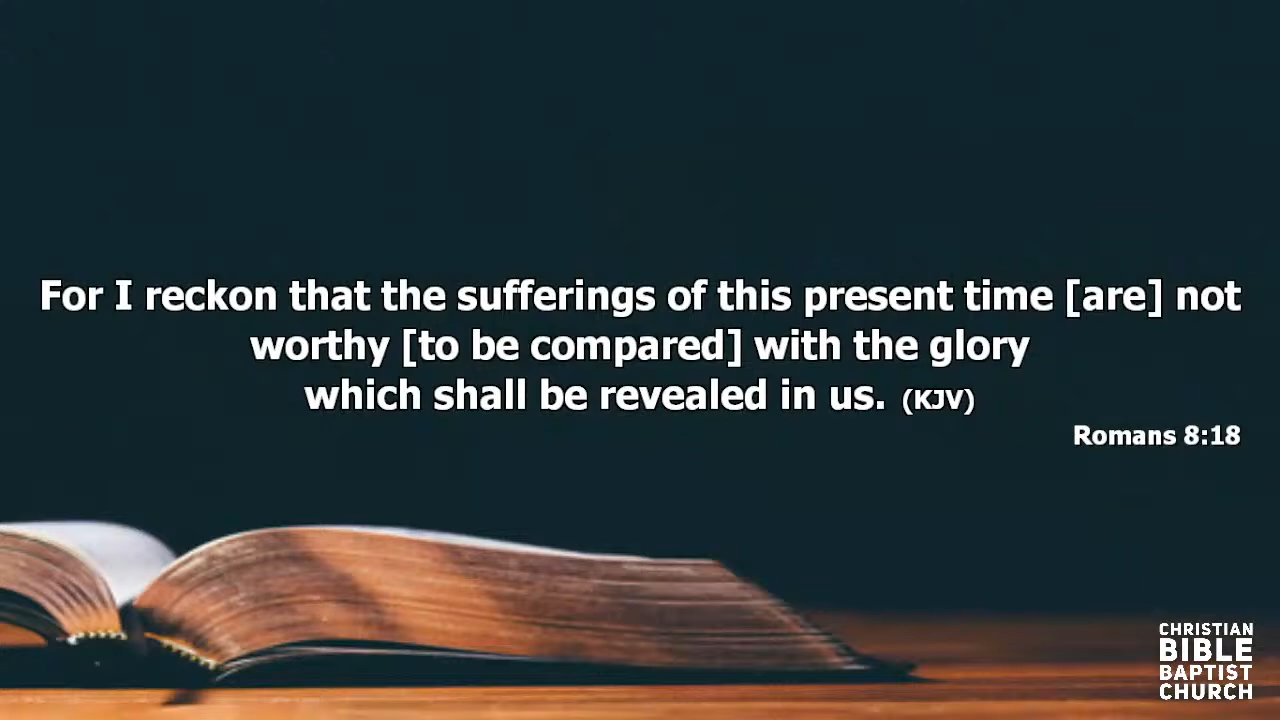 For I reckon that the sufferings of this present time [are] not
worthy [to be compared] with the glory
which shall be revealed in us. (KJV)
Romans 8:18
CHRISTIAN
BIBLE
BAPTIST
CHURCH